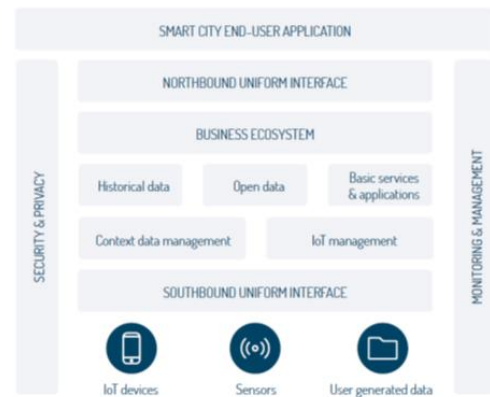 SMART CITY END-USER APPLICATION
NORTHBOUND UNIFORM INTERFACE
BUSINESS ECOSYSTEM
Historical data
Open data
Basic services
& applications
Context data management
IoT management
SOUTHBOUND UNIFORM INTERFACE
IoT devices
Sensors
User generated data
SECURITY & PRIVACY
MONITORING & MANAGEMENT